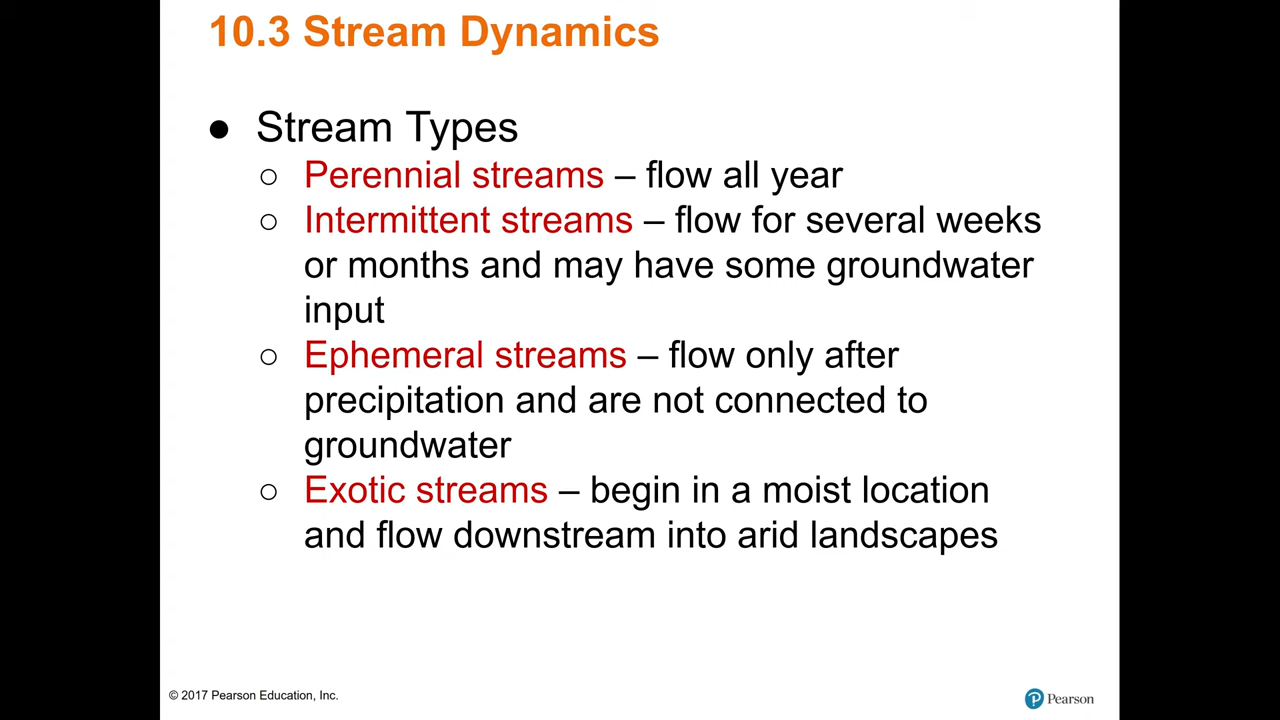 10.3 Stream Dynamics
● Stream Types
○ Perennial streams – flow all year
○ Intermittent streams – flow for several weeks
or months and may have some groundwater
input
○ Ephemeral streams – flow only after
precipitation and are not connected to
groundwater
○ Exotic streams – begin in a moist location
and flow downstream into arid landscapes
© 2017 Pearson Education, Inc.
P Pearson